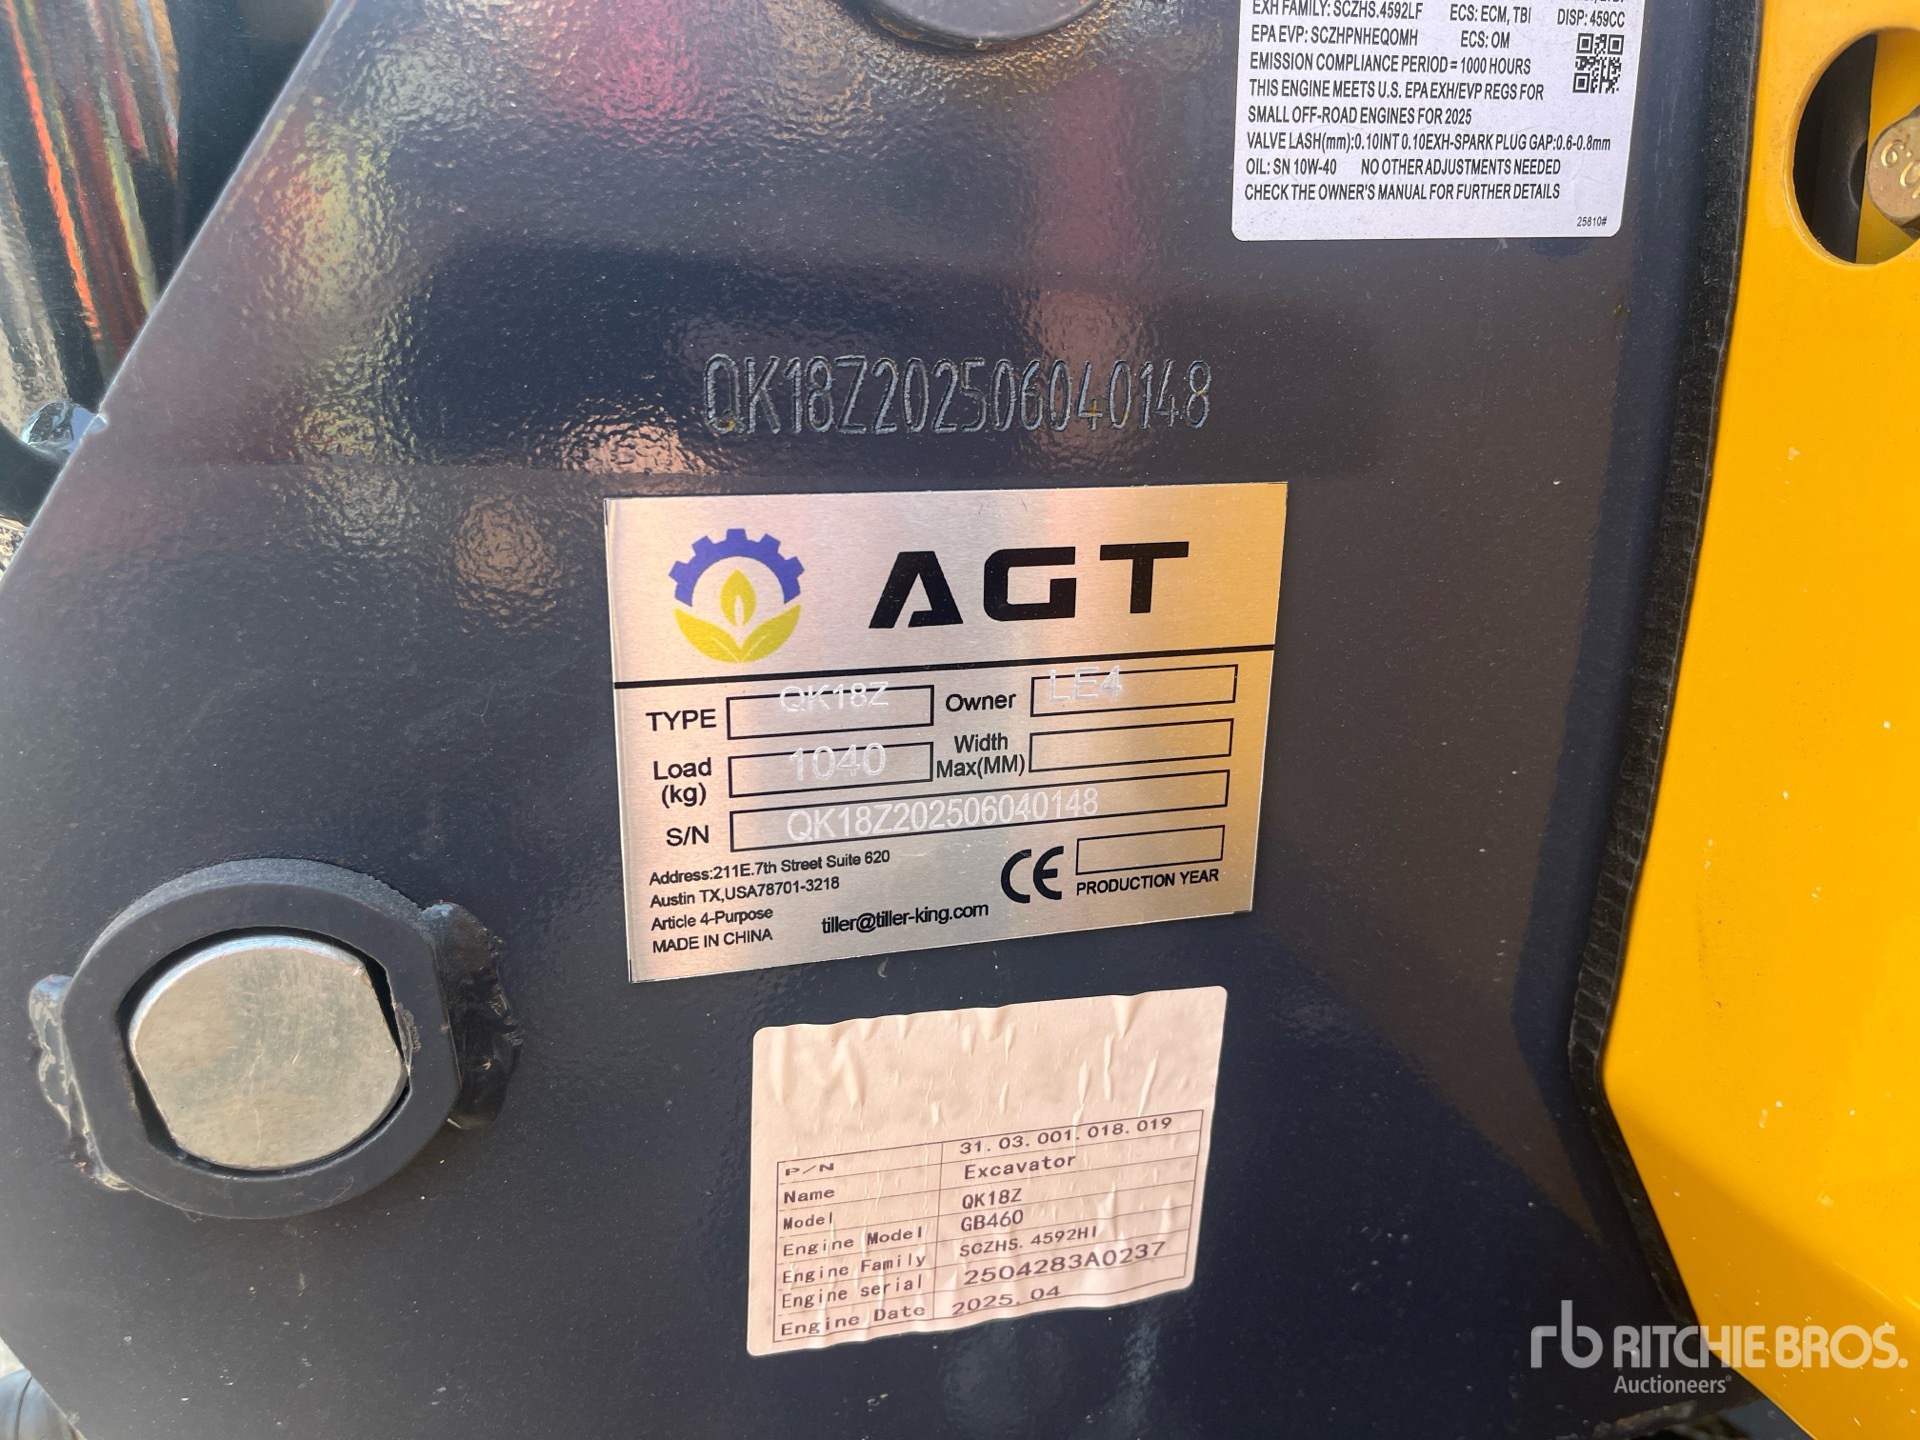 EXH FAMILY: SCZHS.4592LF ECS: ECM, TBI DISP: 459CC
EPA EVP: SCZHPNHEQOMH ECS: OM
EMISSION COMPLIANCE PERIOD = 1000 HOURS
THIS ENGINE MEETS U.S. EPA EXH/EVP REGS FOR
SMALL OFF-ROAD ENGINES FOR 2025
VALVE LASH(mm):0.10INT 0.10EXH-SPARK PLUG GAP:0.6-0.8mm
OIL: SN 10W-40 NO OTHER ADJUSTMENTS NEEDED
CHECK THE OWNER'S MANUAL FOR FURTHER DETAILS
25810#
QK18Z202506040148
AGT
TYPE QK18Z Owner LE4
Load (kg) 1040 Width Max(MM)
S/N QK18Z202506040148
Address:211E.7th Street Suite 620
Austin TX,USA78701-3218
Article 4-Purpose
MADE IN CHINA
tiller@tiller-king.com
CE
PRODUCTION YEAR
P/N 31.03.001.018.019
Name Excavator
Model QK18Z
Engine Model GB460
Engine Family SCZHS.4592HI
Engine serial 2504283A0237
Engine Date 2025.04
rb RITCHIE BROS.
Auctioneers